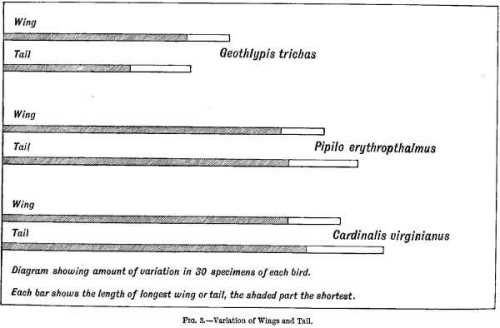 Wing
Tail
Geothlypis trichas
Wing
Tail
Pipilo erythropthalmus
Wing
Tail
Cardinalis virginianus
Diagram showing amount of variation in 30 specimens of each bird.
Each bar shows the length of longest wing or tail, the shaded part the shortest.
FIG. 3.—Variation of Wings and Tail.